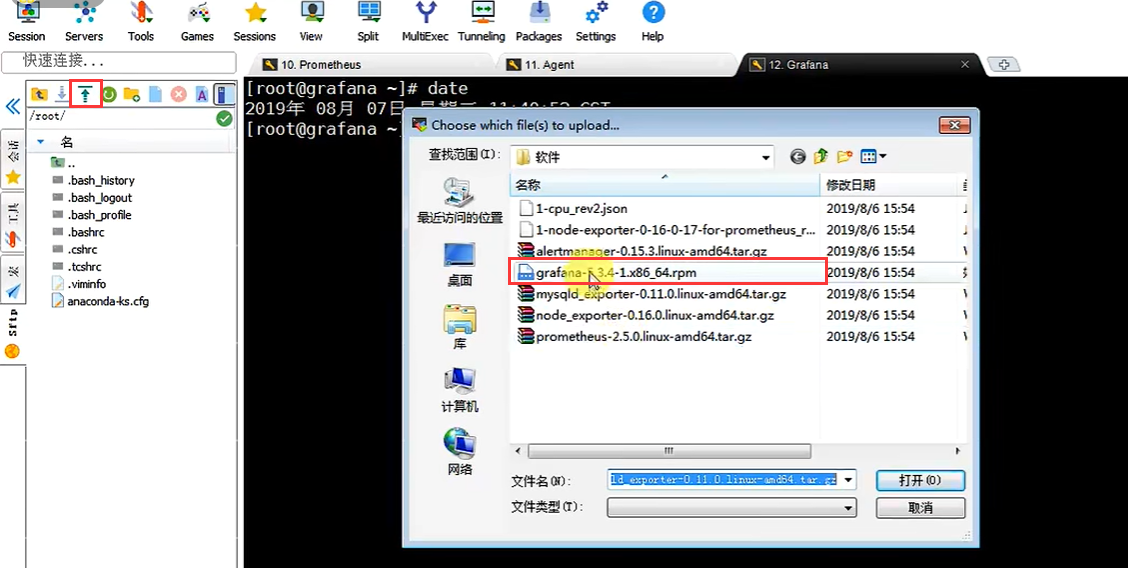 Session Servers Tools Games Sessions View Split MultiExec Tunneling Packages Settings Help
快速连接...
10. Prometheus
11. Agent
12. Grafana
/root/
名
..
.bash_history
.bash_logout
.bash_profile
.bashrc
.cshrc
.tcshrc
.viminfo
anaconda-ks.cfg
会话
工具
宏
Sftp
[root@grafana ~]# date
2019年 08月 07日
[root@grafana ~]
Choose which file(s) to upload...
查找范围(I):
软件
最近访问的位置
桌面
库
计算机
网络
名称 修改日期
1-cpu_rev2.json 2019/8/6 15:54
1-node-exporter-0-16-0-17-for-prometheus_r... 2019/8/6 15:54
alertmanager-0.15.3.linux-amd64.tar.gz 2019/8/6 15:54
grafana-5.3.4-1.x86_64.rpm 2019/8/6 15:54
mysqld_exporter-0.11.0.linux-amd64.tar.gz 2019/8/6 15:54
node_exporter-0.16.0.linux-amd64.tar.gz 2019/8/6 15:54
prometheus-2.5.0.linux-amd64.tar.gz 2019/8/6 15:54
文件名(N):
ld_exporter-0.11.0.linux-amd64.tar.gz
打开(O)
文件类型(T):
取消